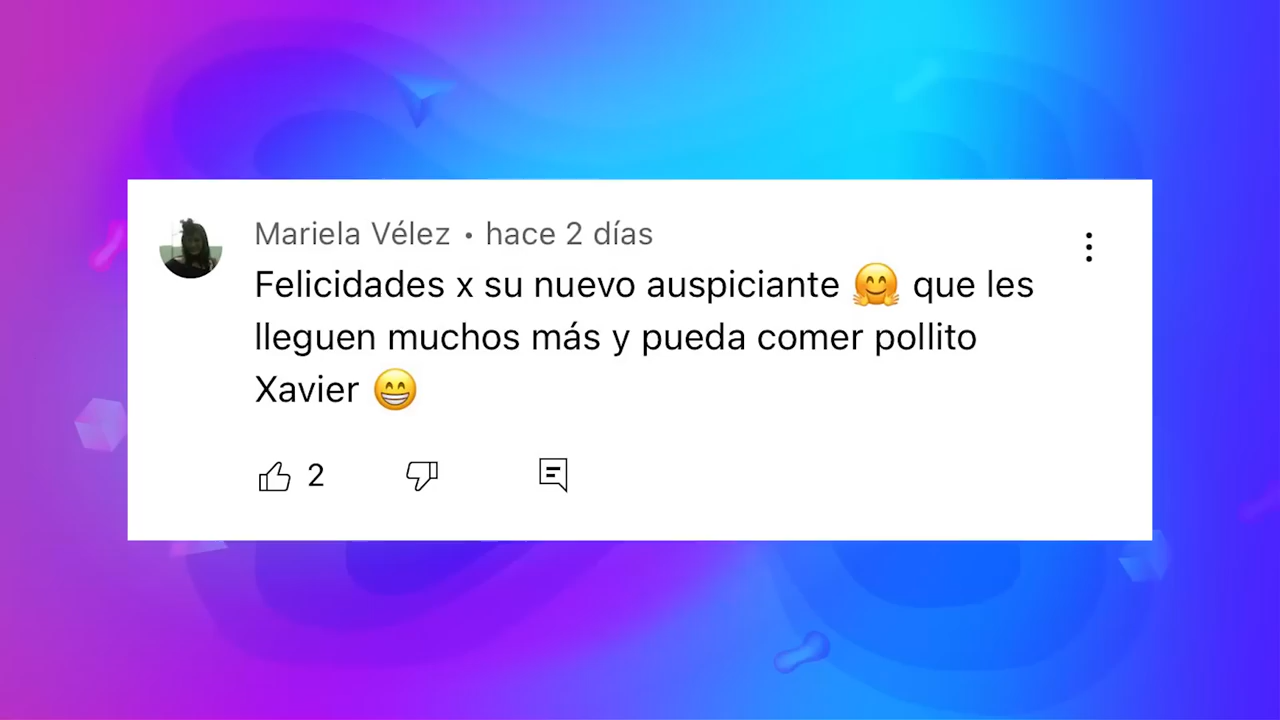 Mariela Vélez • hace 2 días
Felicidades x su nuevo auspiciante 🤗 que les
lleguen muchos más y pueda comer pollito
Xavier 😁
2